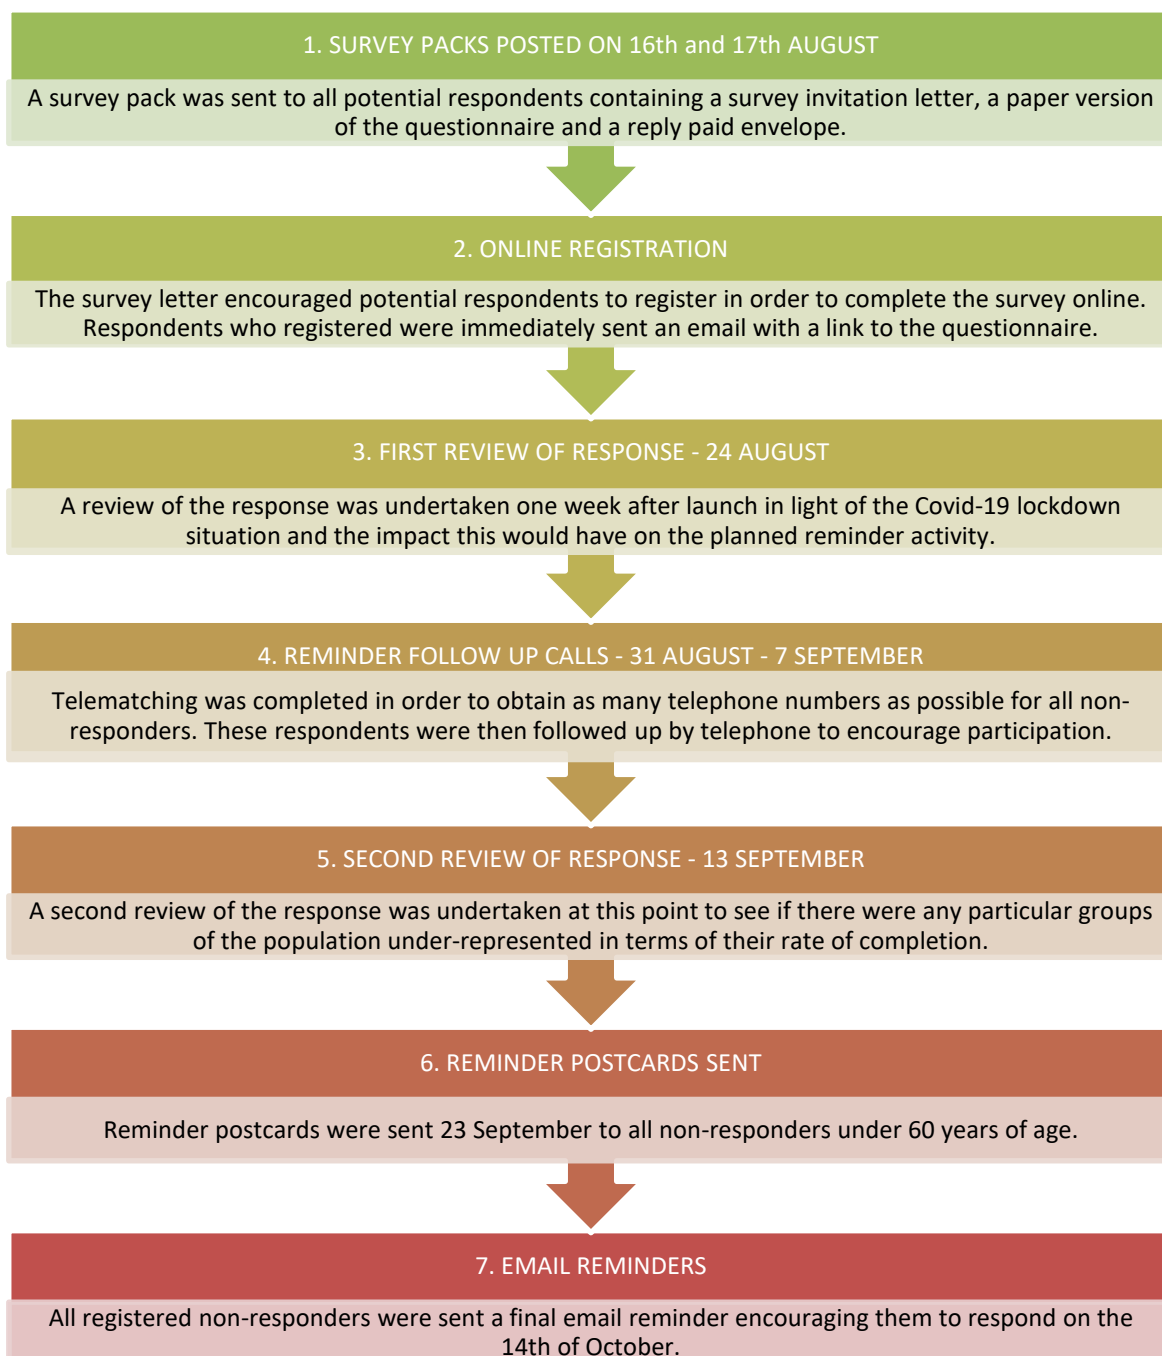 1. SURVEY PACKS POSTED ON 16th and 17th AUGUST
A survey pack was sent to all potential respondents containing a survey invitation letter, a paper version
of the questionnaire and a reply paid envelope.
2. ONLINE REGISTRATION
The survey letter encouraged potential respondents to register in order to complete the survey online.
Respondents who registered were immediately sent an email with a link to the questionnaire.
3. FIRST REVIEW OF RESPONSE - 24 AUGUST
A review of the response was undertaken one week after launch in light of the Covid-19 lockdown
situation and the impact this would have on the planned reminder activity.
4. REMINDER FOLLOW UP CALLS - 31 AUGUST - 7 SEPTEMBER
Telematching was completed in order to obtain as many telephone numbers as possible for all non-
responders. These respondents were then followed up by telephone to encourage participation.
5. SECOND REVIEW OF RESPONSE - 13 SEPTEMBER
A second review of the response was undertaken at this point to see if there were any particular groups
of the population under-represented in terms of their rate of completion.
6. REMINDER POSTCARDS SENT
Reminder postcards were sent 23 September to all non-responders under 60 years of age.
7. EMAIL REMINDERS
All registered non-responders were sent a final email reminder encouraging them to respond on the
14th of October.